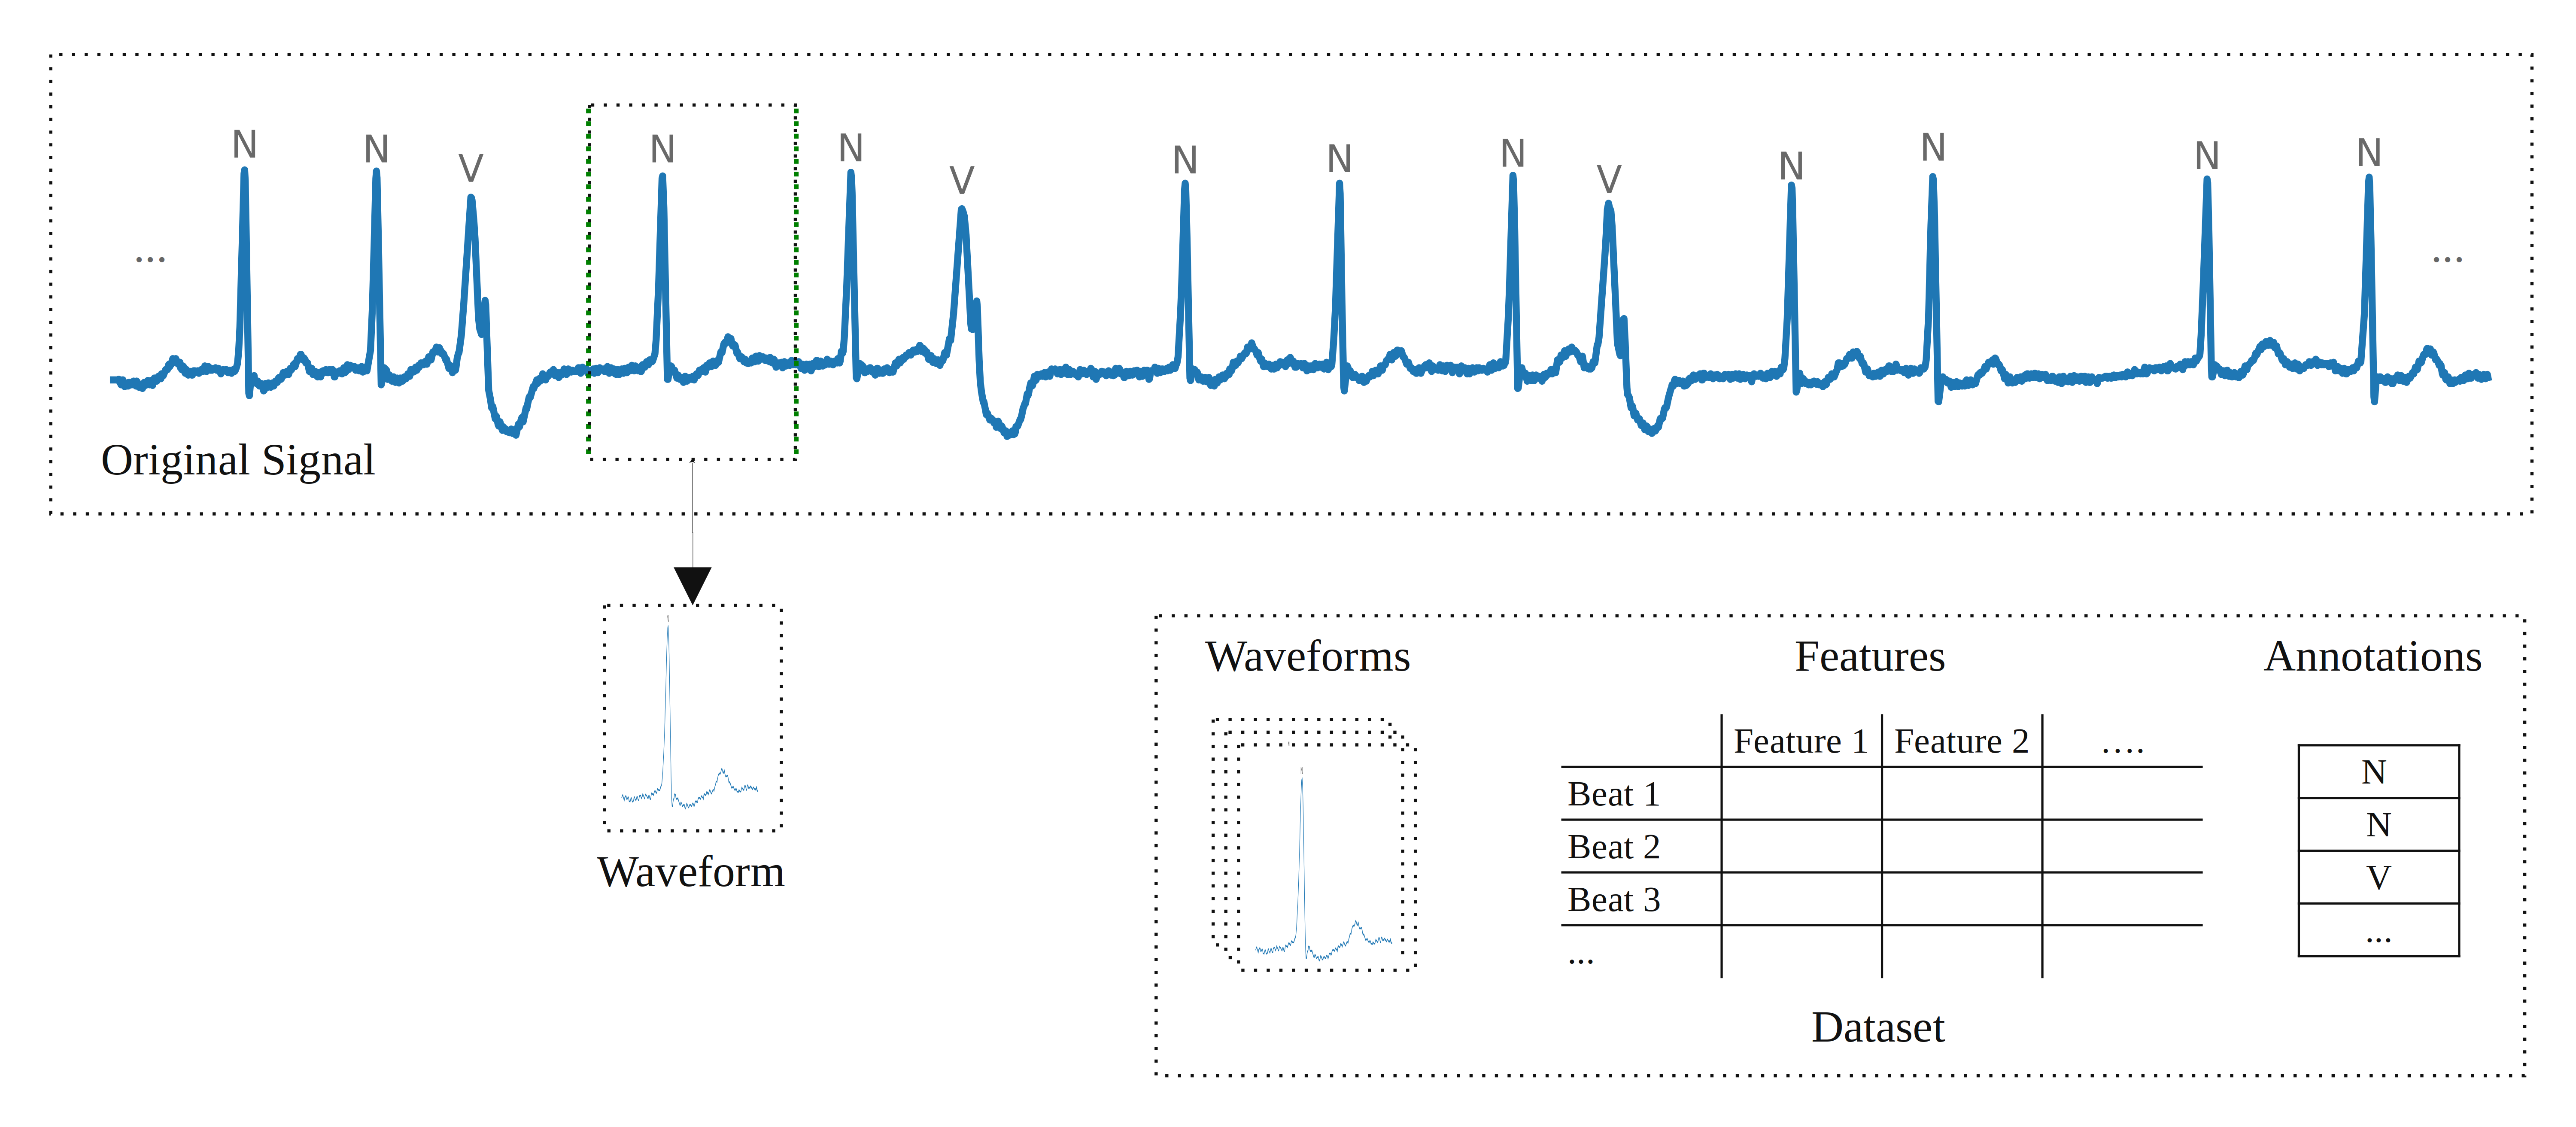 N N V N N V N N N V N N N N
... ...
Original Signal
Waveform
Waveforms Features Annotations
Feature 1 Feature 2 ....
Beat 1
Beat 2
Beat 3
...
N
N
V
...
Dataset